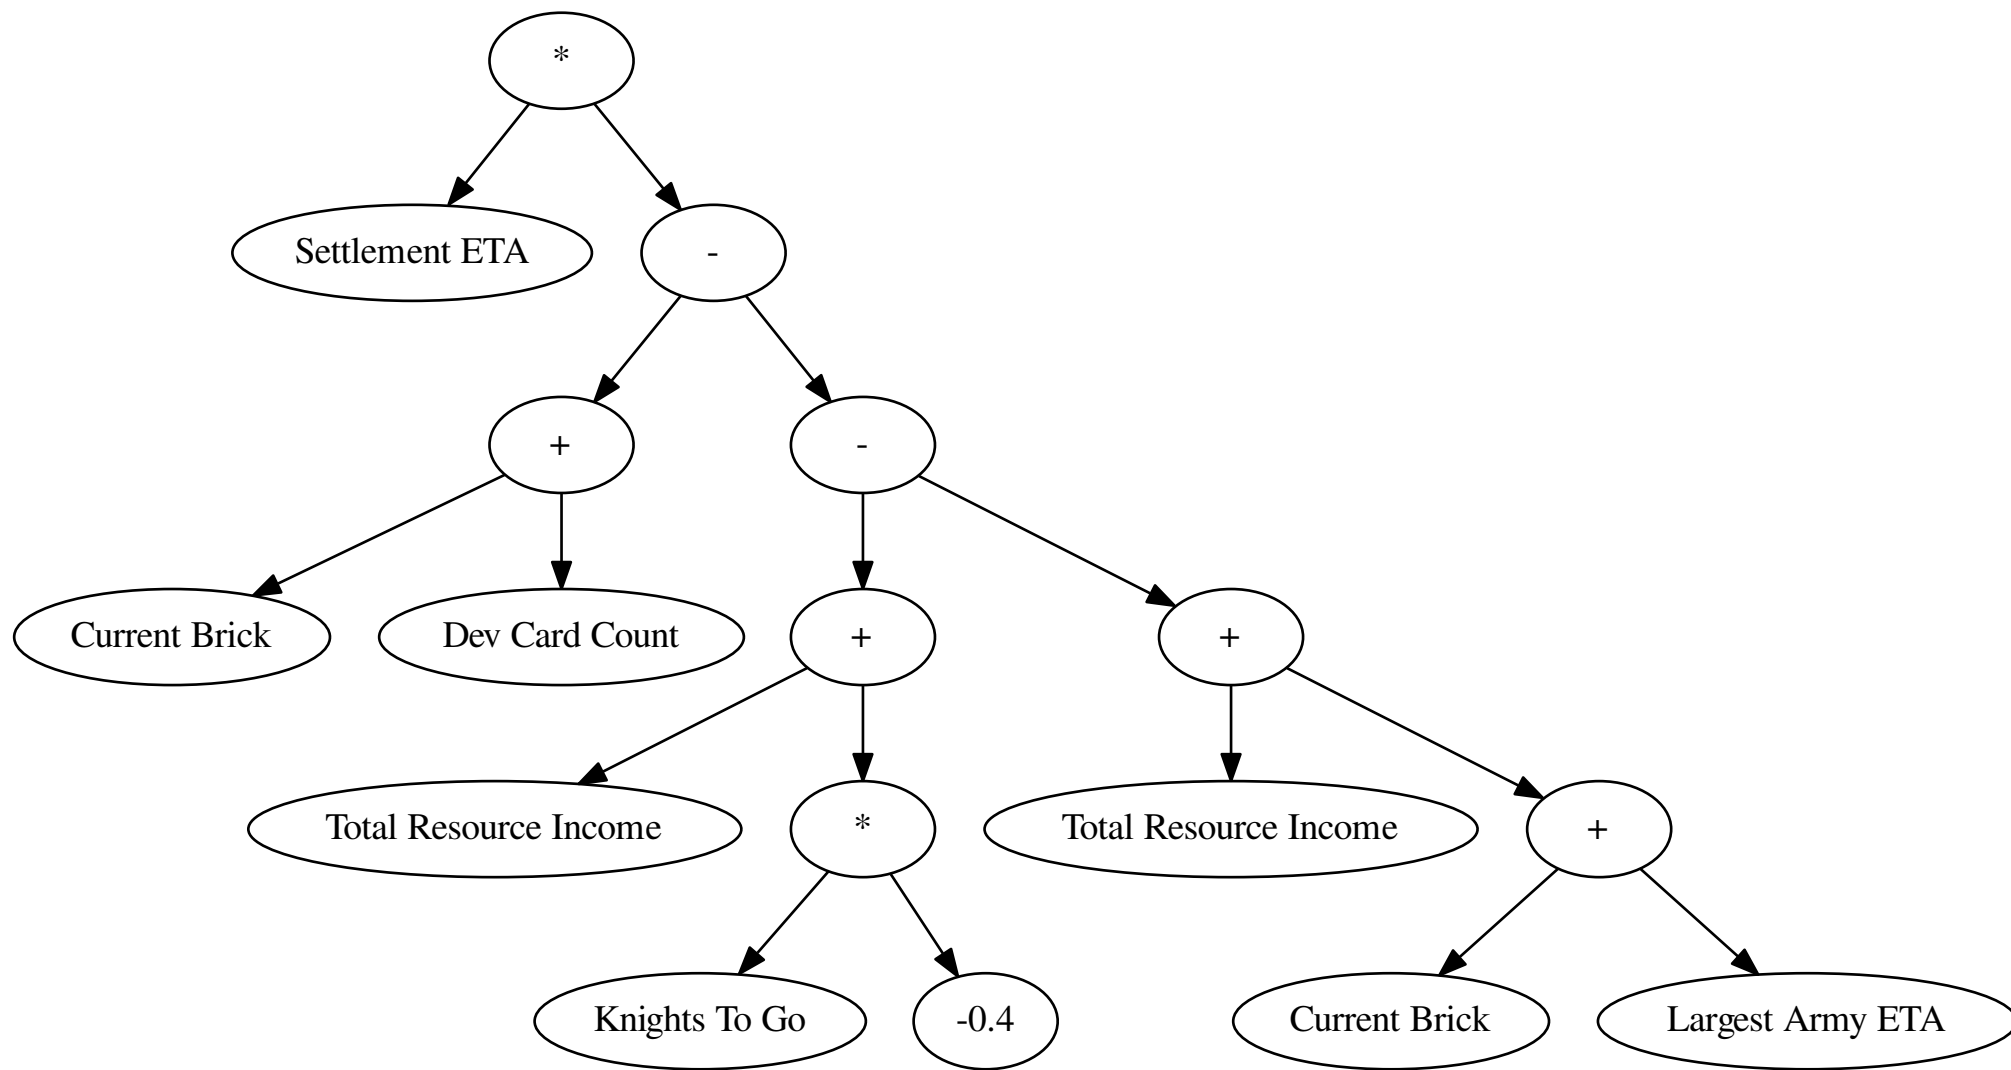 *
Settlement ETA
-
+
-
Current Brick
Dev Card Count
+
+
Total Resource Income
*
Total Resource Income
+
Knights To Go
-0.4
Current Brick
Largest Army ETA